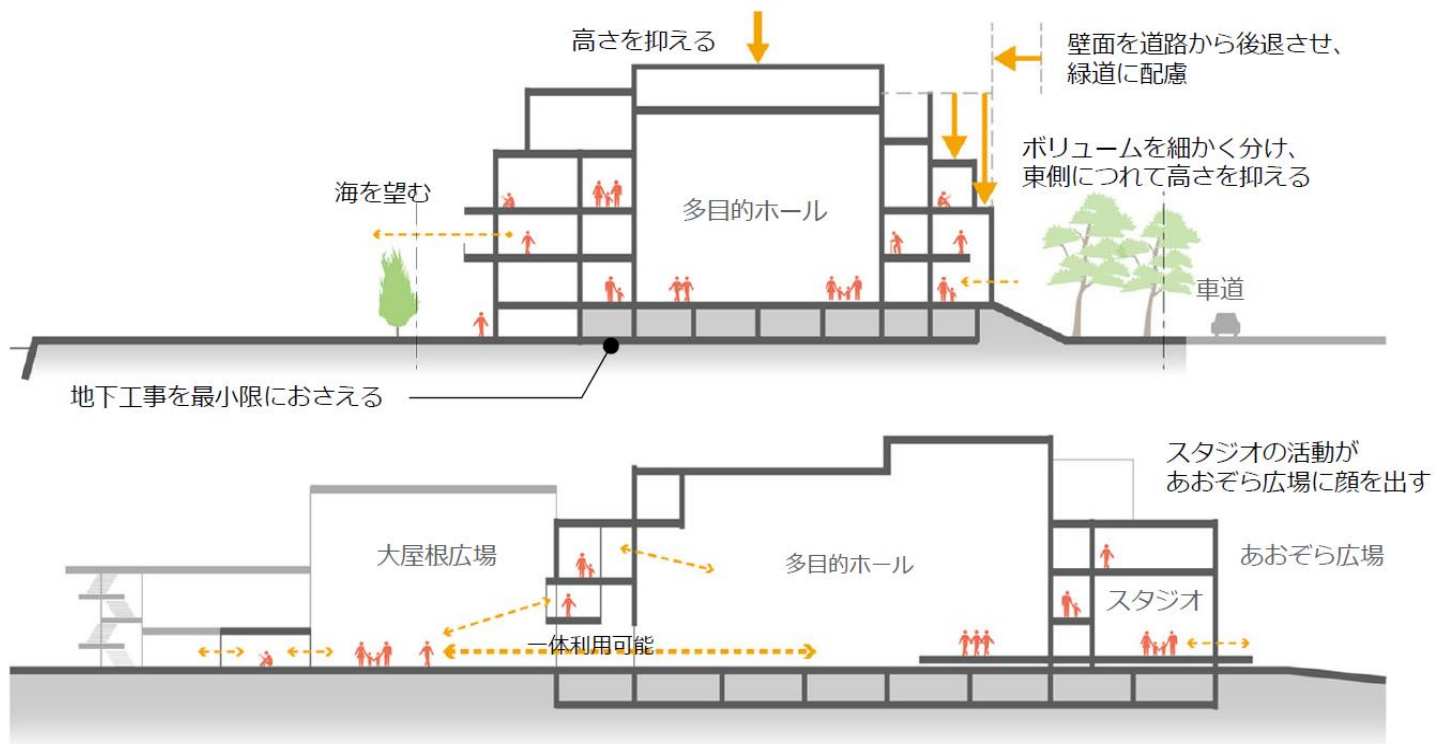 高さを抑える
壁面を道路から後退させ、
緑道に配慮
ボリュームを細かく分け、
東側につれて高さを抑える
海を望む
多目的ホール
車道
地下工事を最小限におさえる
スタジオの活動が
あおぞら広場に顔を出す
大屋根広場
多目的ホール
あおぞら広場
スタジオ
一体利用可能